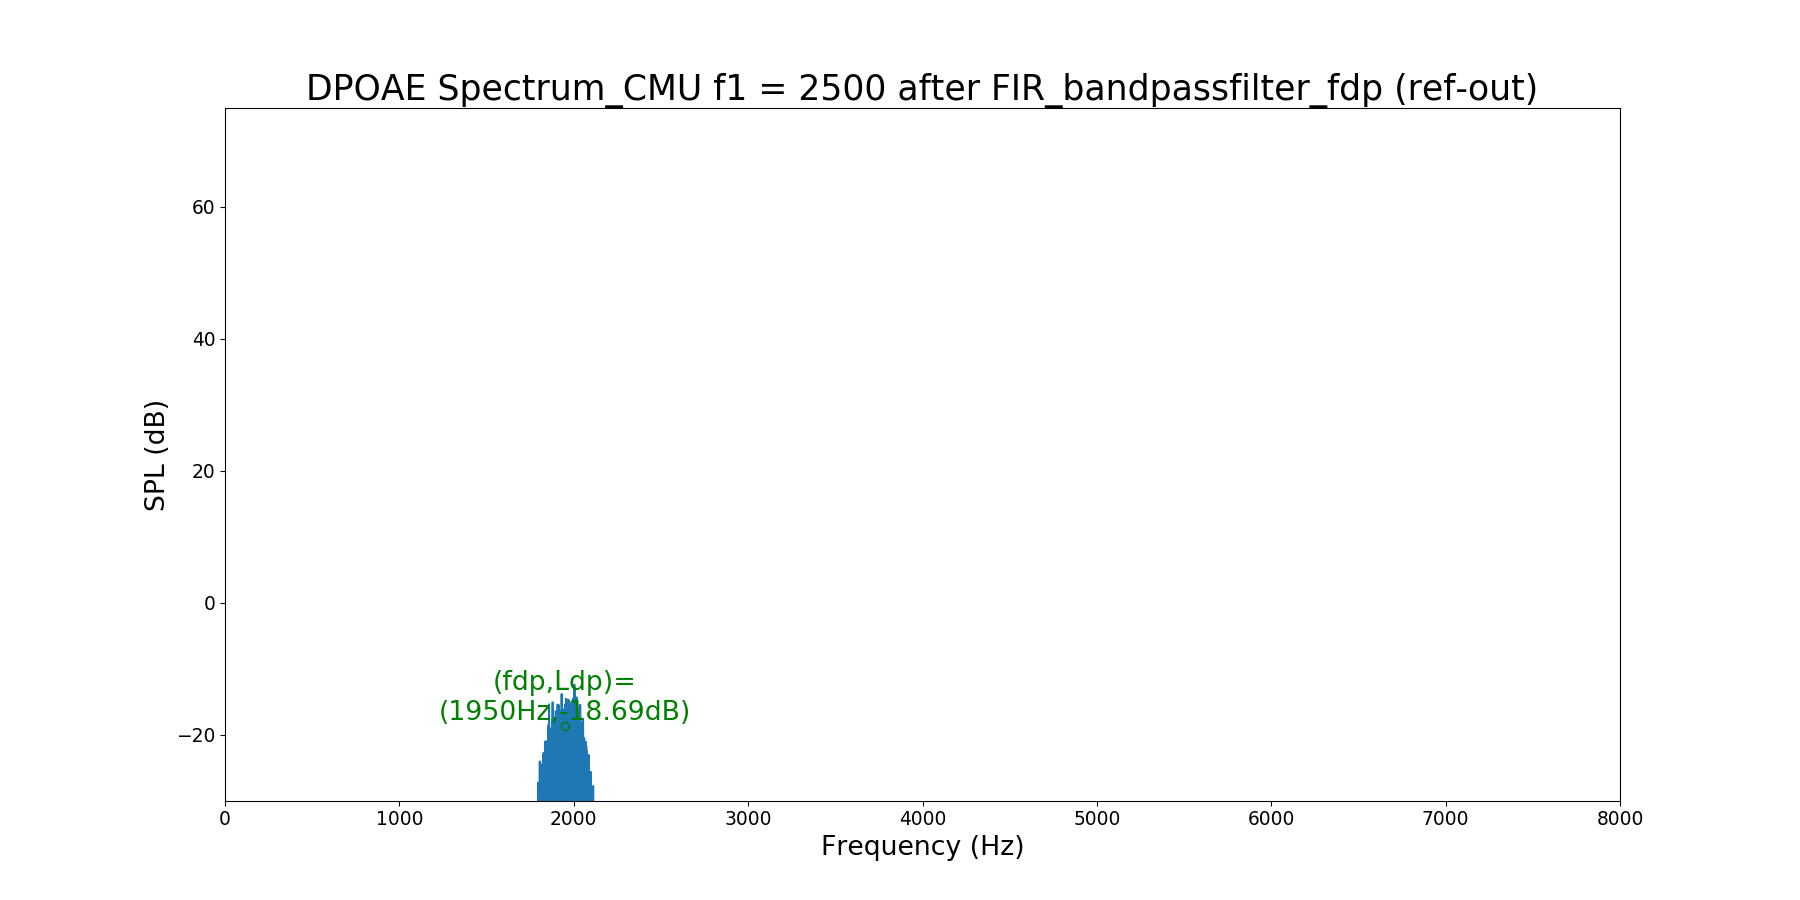 DPOAE Spectrum_CMU f1 = 2500 after FIR_bandpassfilter_fdp (ref-out)
60
40
20
0
−20
SPL (dB)
(fdp,Ldp)=
(1950Hz,-18.69dB)
0 1000 2000 3000 4000 5000 6000 7000 8000
Frequency (Hz)